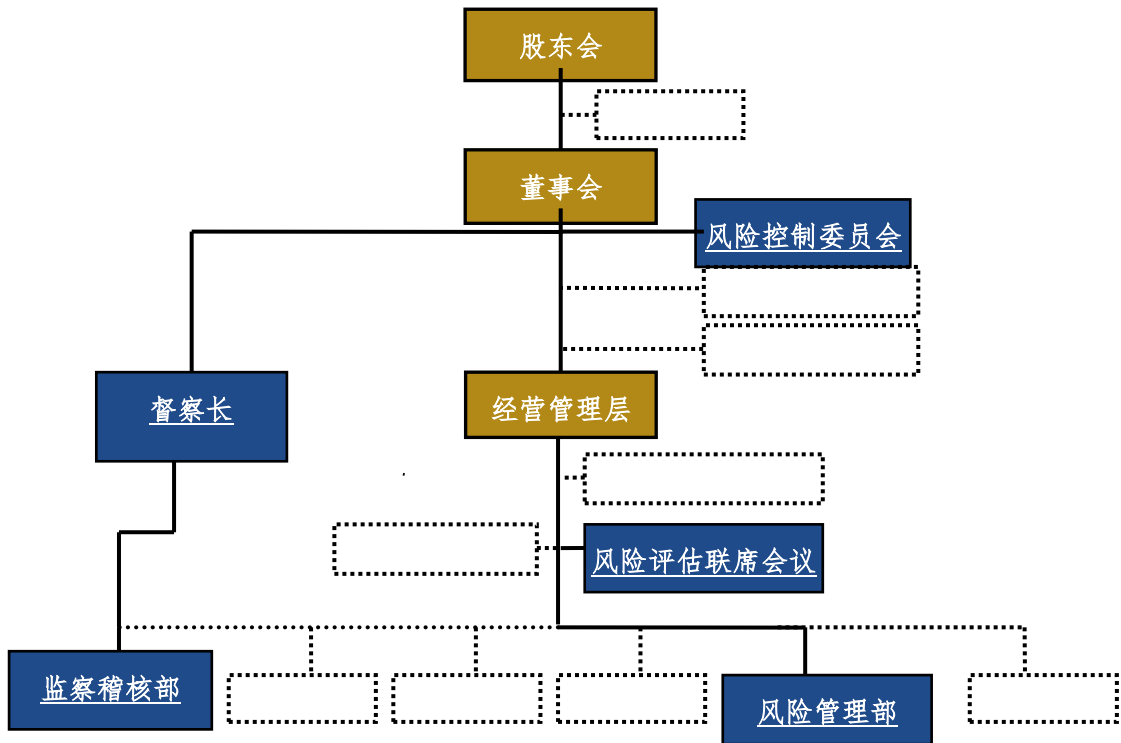 股东会
董事会
风险控制委员会
督察长
经营管理层
风险评估联席会议
监察稽核部
风险管理部